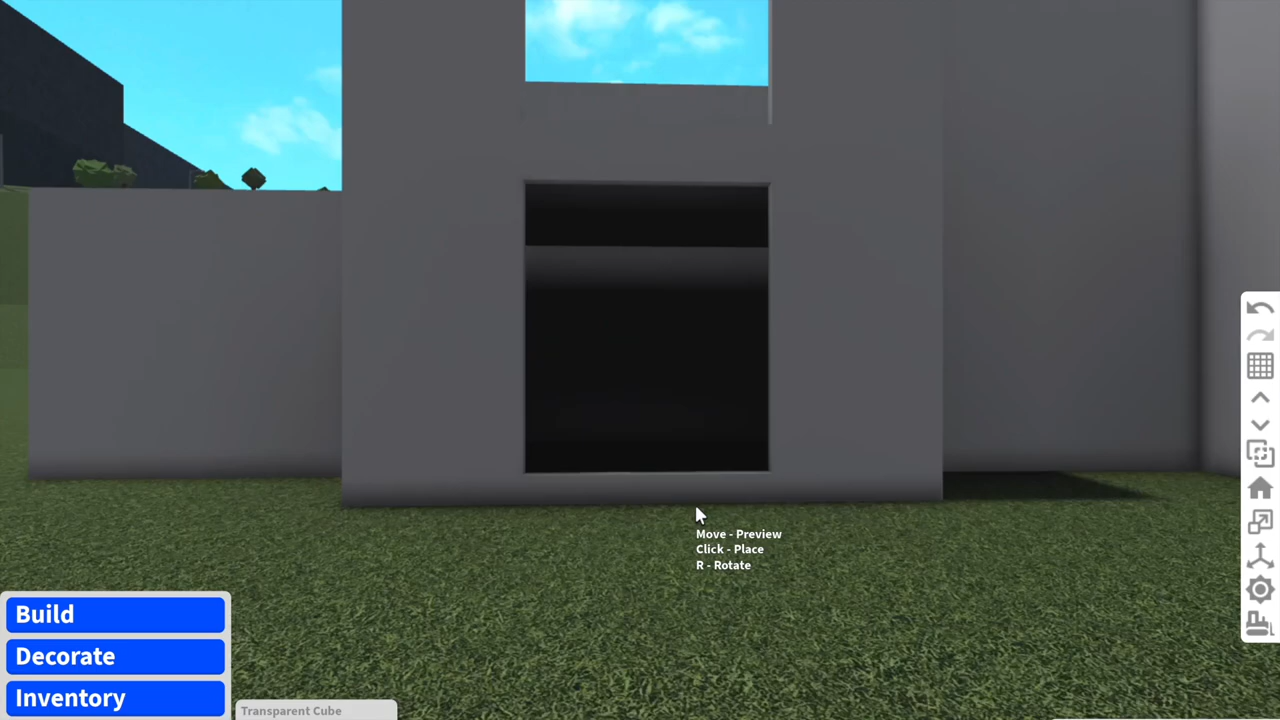 Move - Preview
Click - Place
R - Rotate
Build
Decorate
Inventory
Transparent Cube